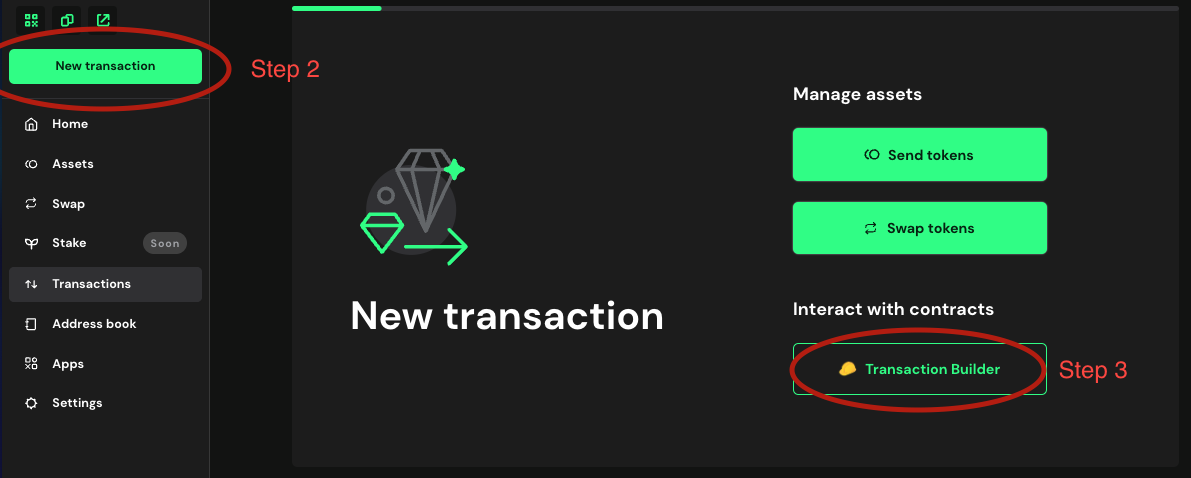 New transaction
Step 2
Home
Assets
Swap
Stake
Soon
Transactions
Address book
Apps
Settings
New transaction
Manage assets
Send tokens
Swap tokens
Interact with contracts
Transaction Builder
Step 3